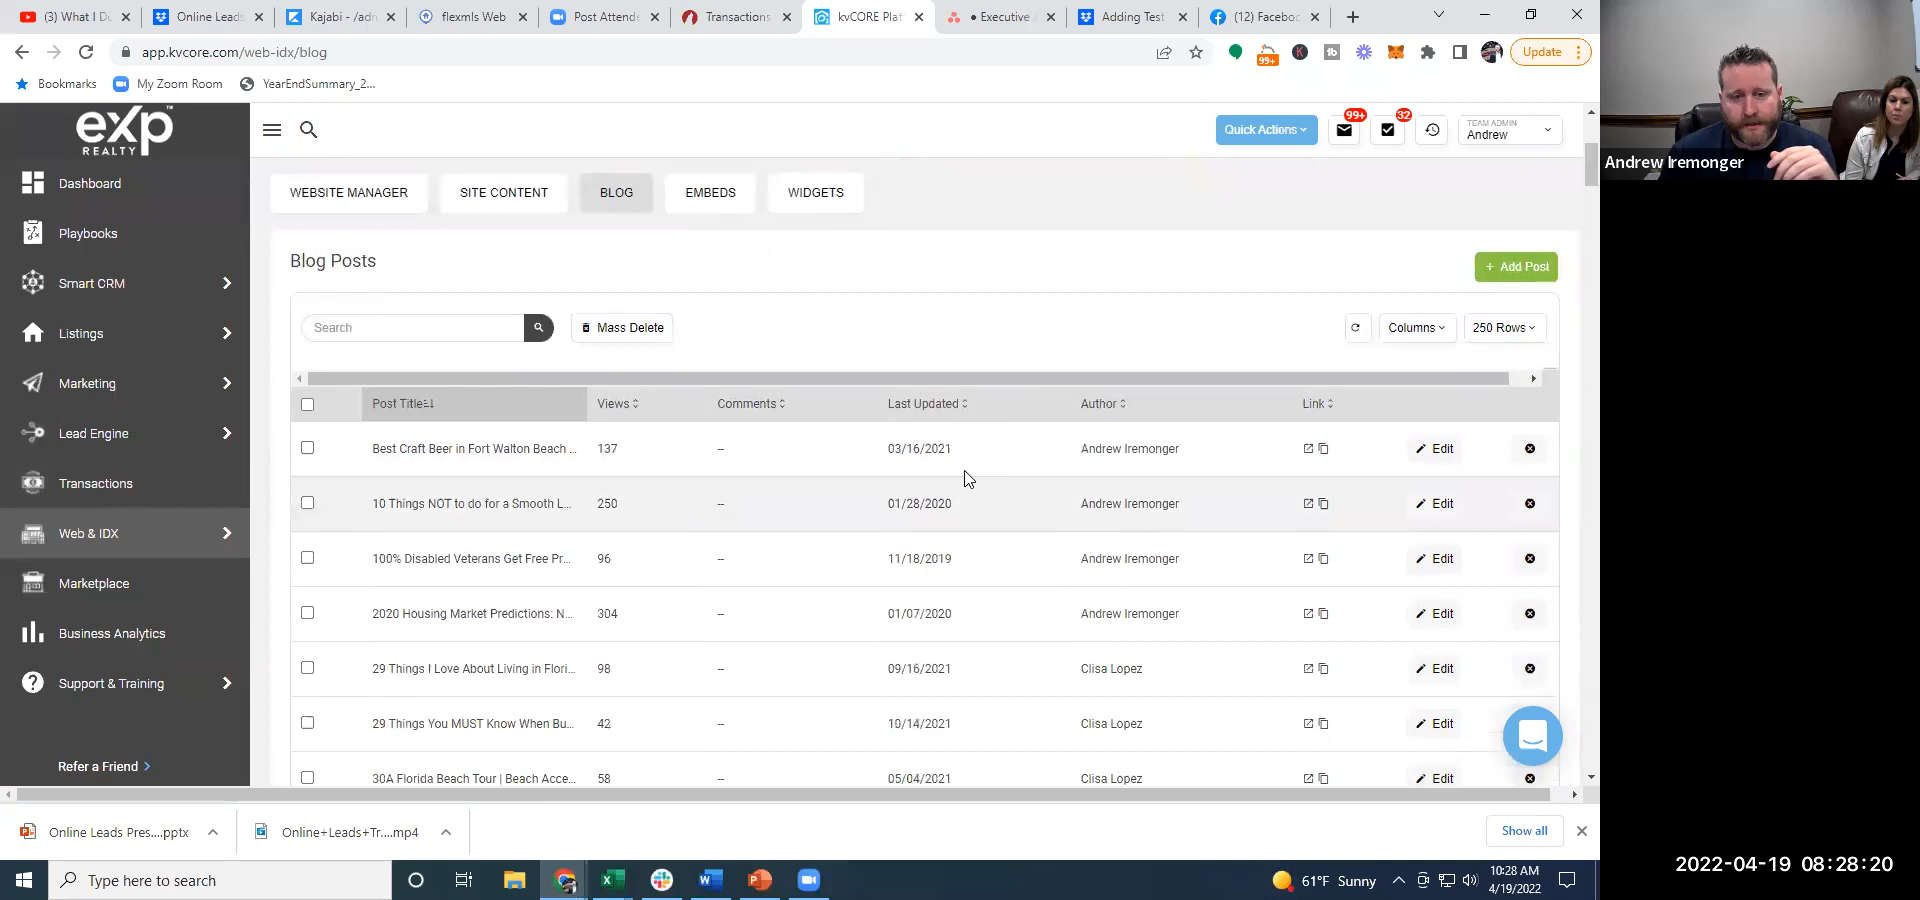 (3) What I D
Online Lead
Kajabi - /adn
flexmls Web
Post Attende
Transactions
kvCORE Plat
• Executive
Adding Test
(12) Facebo
app.kvcore.com/web-idx/blog
99+
Update
Bookmarks
My Zoom Room
YearEndSummary_2...
exp
REALTY
Dashboard
Playbooks
Smart CRM
Listings
Marketing
Lead Engine
Transactions
Web & IDX
Marketplace
Business Analytics
Support & Training
Refer a Friend
Quick Actions
99+
32
TEAM ADMIN
Andrew
WEBSITE MANAGER
SITE CONTENT
BLOG
EMBEDS
WIDGETS
Blog Posts
+ Add Post
Search
Mass Delete
Columns
250 Rows
Post Title Views Comments Last Updated Author Link
Best Craft Beer in Fort Walton Beach ... 137 -- 03/16/2021 Andrew Iremonger Edit
10 Things NOT to do for a Smooth L... 250 -- 01/28/2020 Andrew Iremonger Edit
100% Disabled Veterans Get Free Pr... 96 -- 11/18/2019 Andrew Iremonger Edit
2020 Housing Market Predictions: N... 304 -- 01/07/2020 Andrew Iremonger Edit
29 Things I Love About Living in Flori... 98 -- 09/16/2021 Clisa Lopez Edit
29 Things You MUST Know When Bu... 42 -- 10/14/2021 Clisa Lopez Edit
30A Florida Beach Tour | Beach Acce... 58 -- 05/04/2021 Clisa Lopez Edit
Online Leads Pres....pptx
Online+Leads+Tr....mp4
Show all
Type here to search
61°F Sunny
10:28 AM
4/19/2022
Andrew Iremonger
2022-04-19 08:28:20